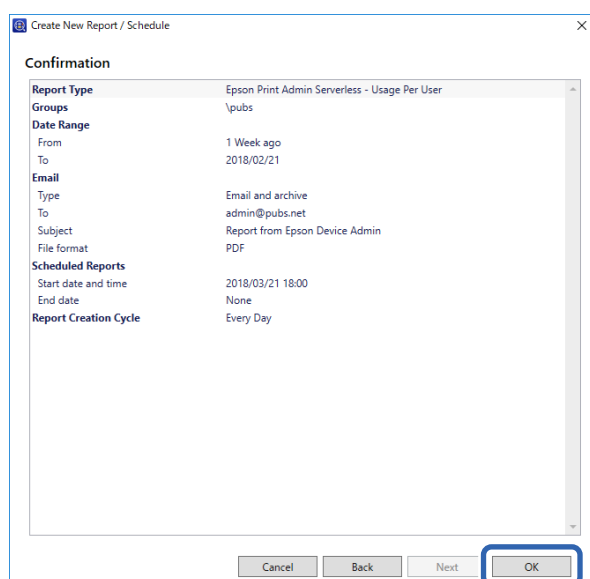 Create New Report / Schedule
Confirmation
Report Type Epson Print Admin Serverless - Usage Per User
Groups \pubs
Date Range
From 1 Week ago
To 2018/02/21
Email
Type Email and archive
To admin@pubs.net
Subject Report from Epson Device Admin
File format PDF
Scheduled Reports
Start date and time 2018/03/21 18:00
End date None
Report Creation Cycle Every Day
Cancel Back Next OK